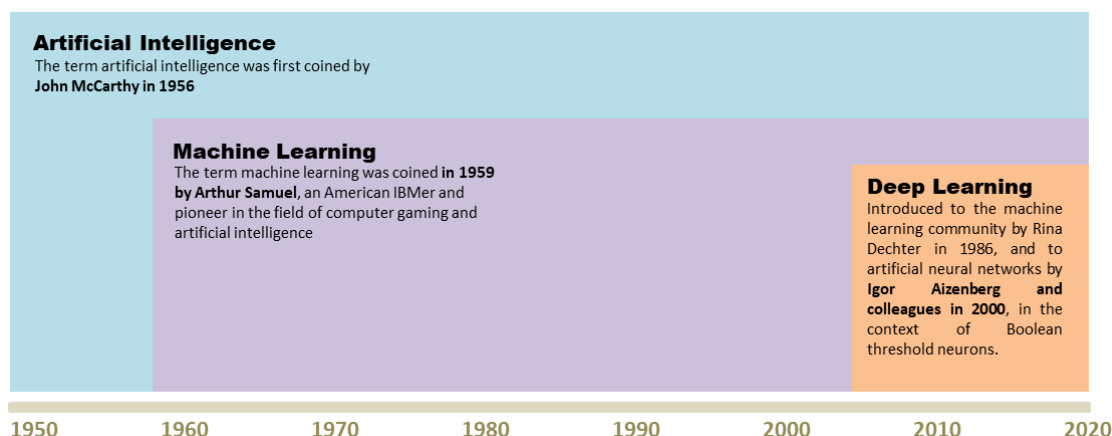 Artificial Intelligence
The term artificial intelligence was first coined by
John McCarthy in 1956
Machine Learning
The term machine learning was coined in 1959
by Arthur Samuel, an American IBMer and
pioneer in the field of computer gaming and
artificial intelligence
Deep Learning
Introduced to the machine
learning community by Rina
Dechter in 1986, and to
artificial neural networks by
Igor Aizenberg and
colleagues in 2000, in the
context of Boolean
threshold neurons.
1950 1960 1970 1980 1990 2000 2010 2020